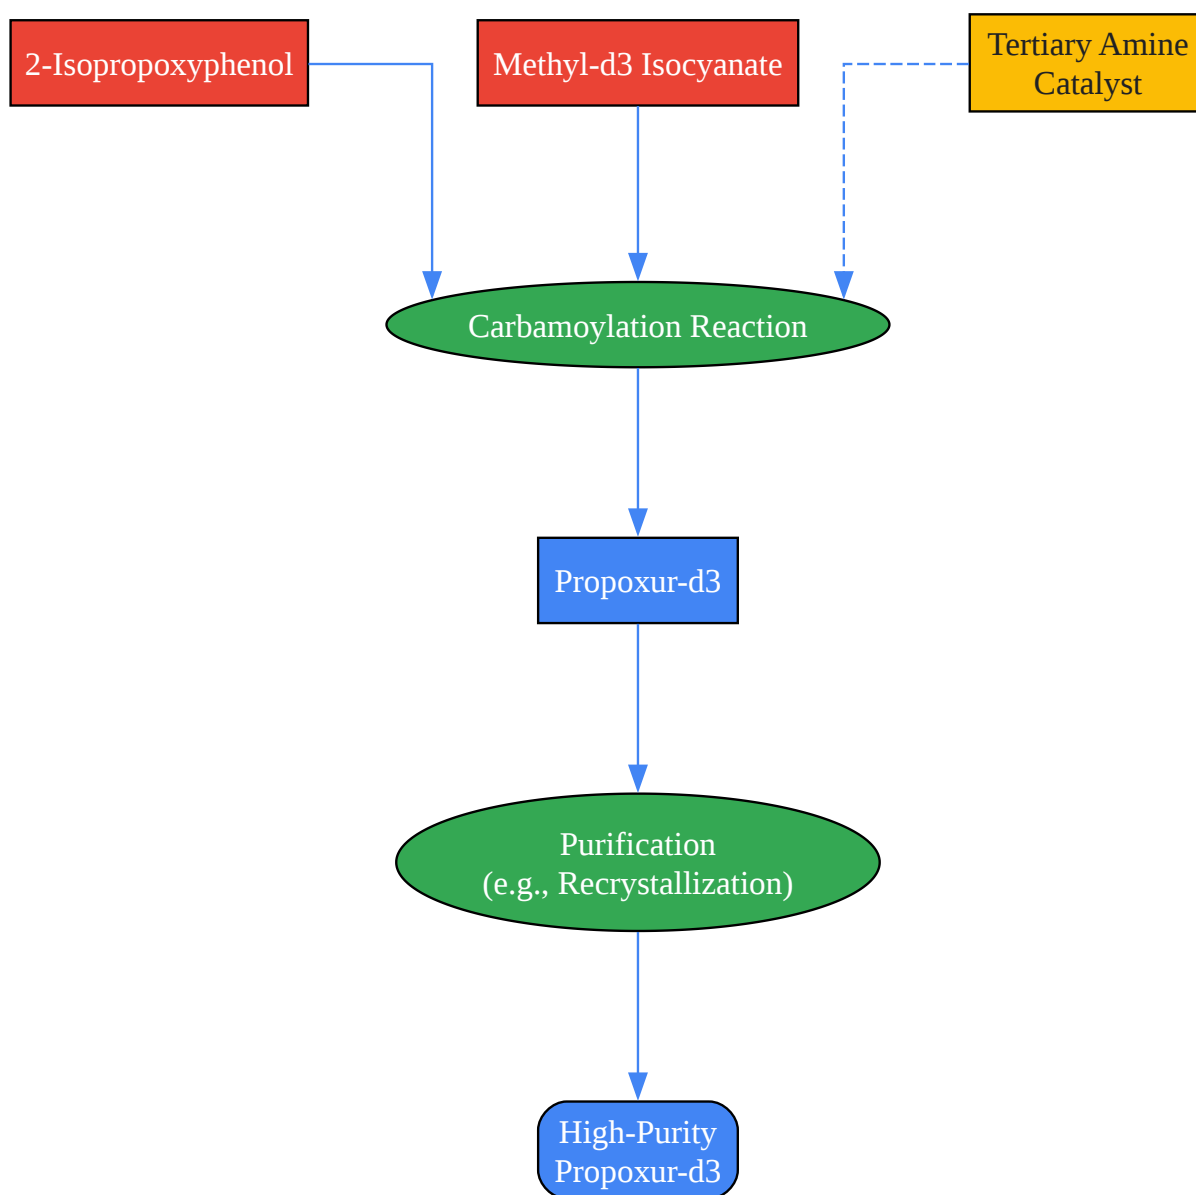 2-Isopropoxyphenol
Methyl-d3 Isocyanate
Tertiary Amine
Catalyst
Carbamoylation Reaction
Propoxur-d3
Purification
(e.g., Recrystallization)
High-Purity
Propoxur-d3